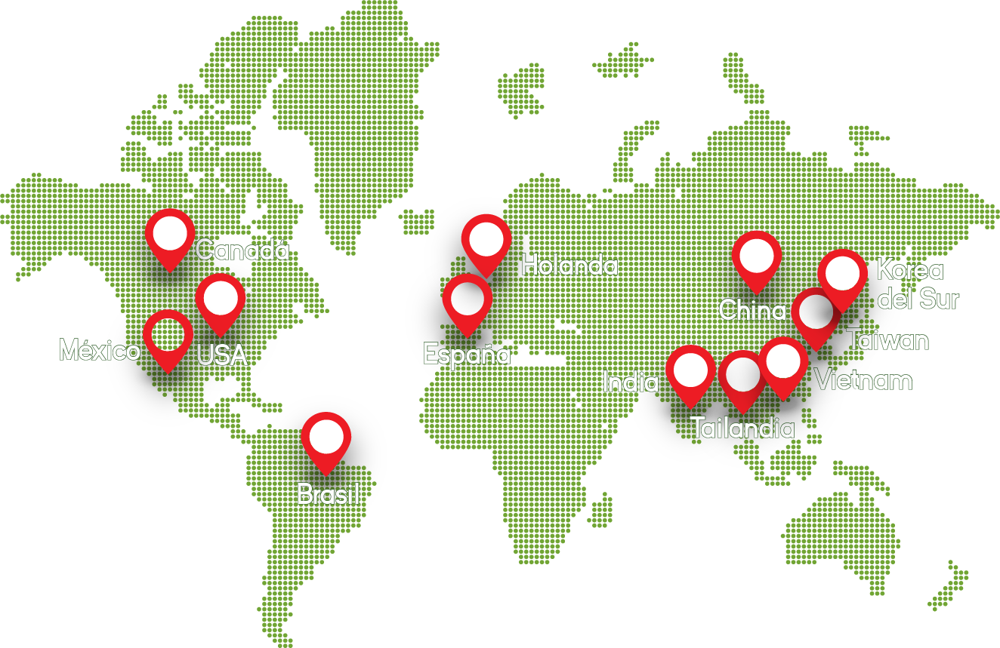 Canadá
Holanda
Korea
del Sur
China
Taiwan
México
USA
España
India
Vietnam
Tailandia
Brasil